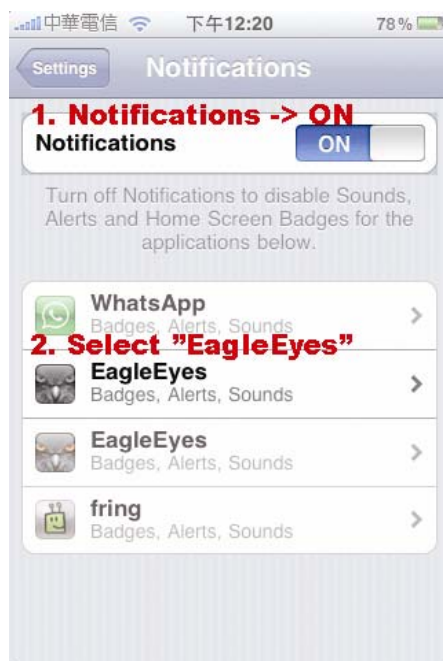 中華電信 下午12:20 78%
Settings Notifications
1. Notifications -> ON
Notifications ON
Turn off Notifications to disable Sounds,
Alerts and Home Screen Badges for the
applications below.
WhatsApp
Badges, Alerts, Sounds
2. Select ”EagleEyes”
EagleEyes
Badges, Alerts, Sounds
EagleEyes
Badges, Alerts, Sounds
fring
Badges, Alerts, Sounds